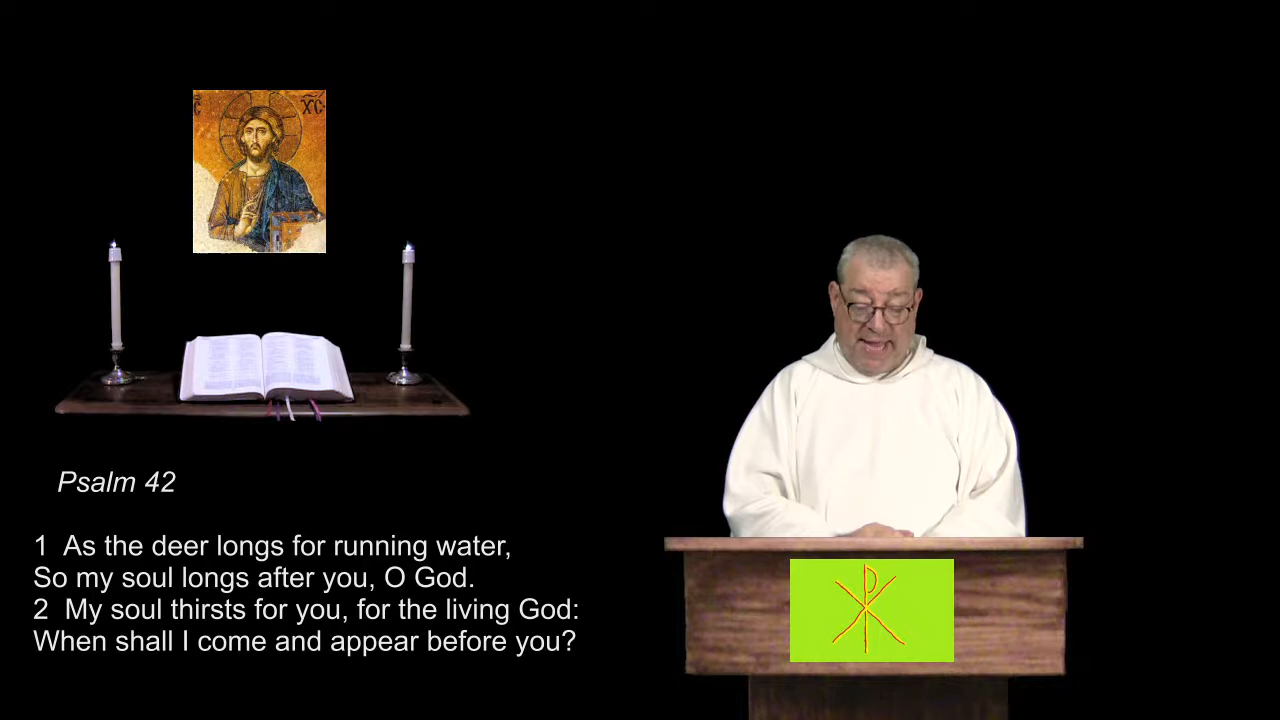 ΧC
Psalm 42
1 As the deer longs for running water,
So my soul longs after you, O God.
2 My soul thirsts for you, for the living God:
When shall I come and appear before you?